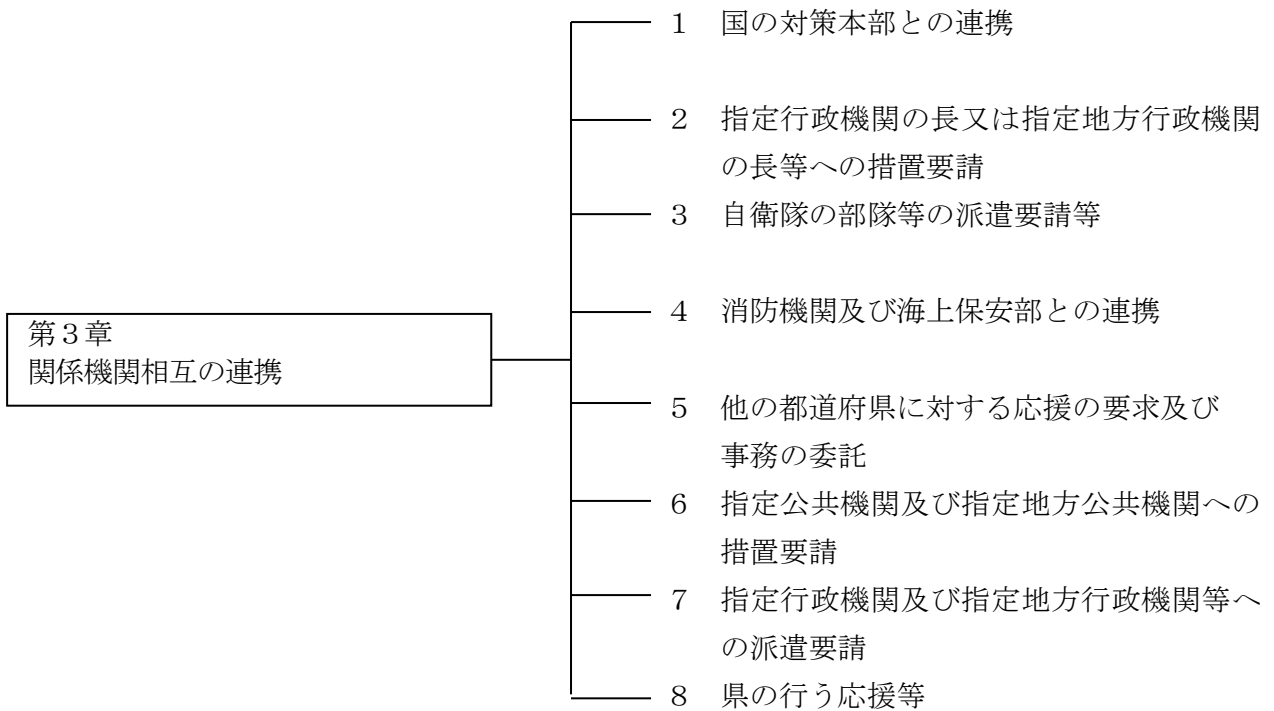 1 国の対策本部との連携
2 指定行政機関の長又は指定地方行政機関
の長等への措置要請
3 自衛隊の部隊等の派遣要請等
4 消防機関及び海上保安部との連携
第3章
関係機関相互の連携
5 他の都道府県に対する応援の要求及び
事務の委託
6 指定公共機関及び指定地方公共機関への
措置要請
7 指定行政機関及び指定地方行政機関等へ
の派遣要請
8 県の行う応援等